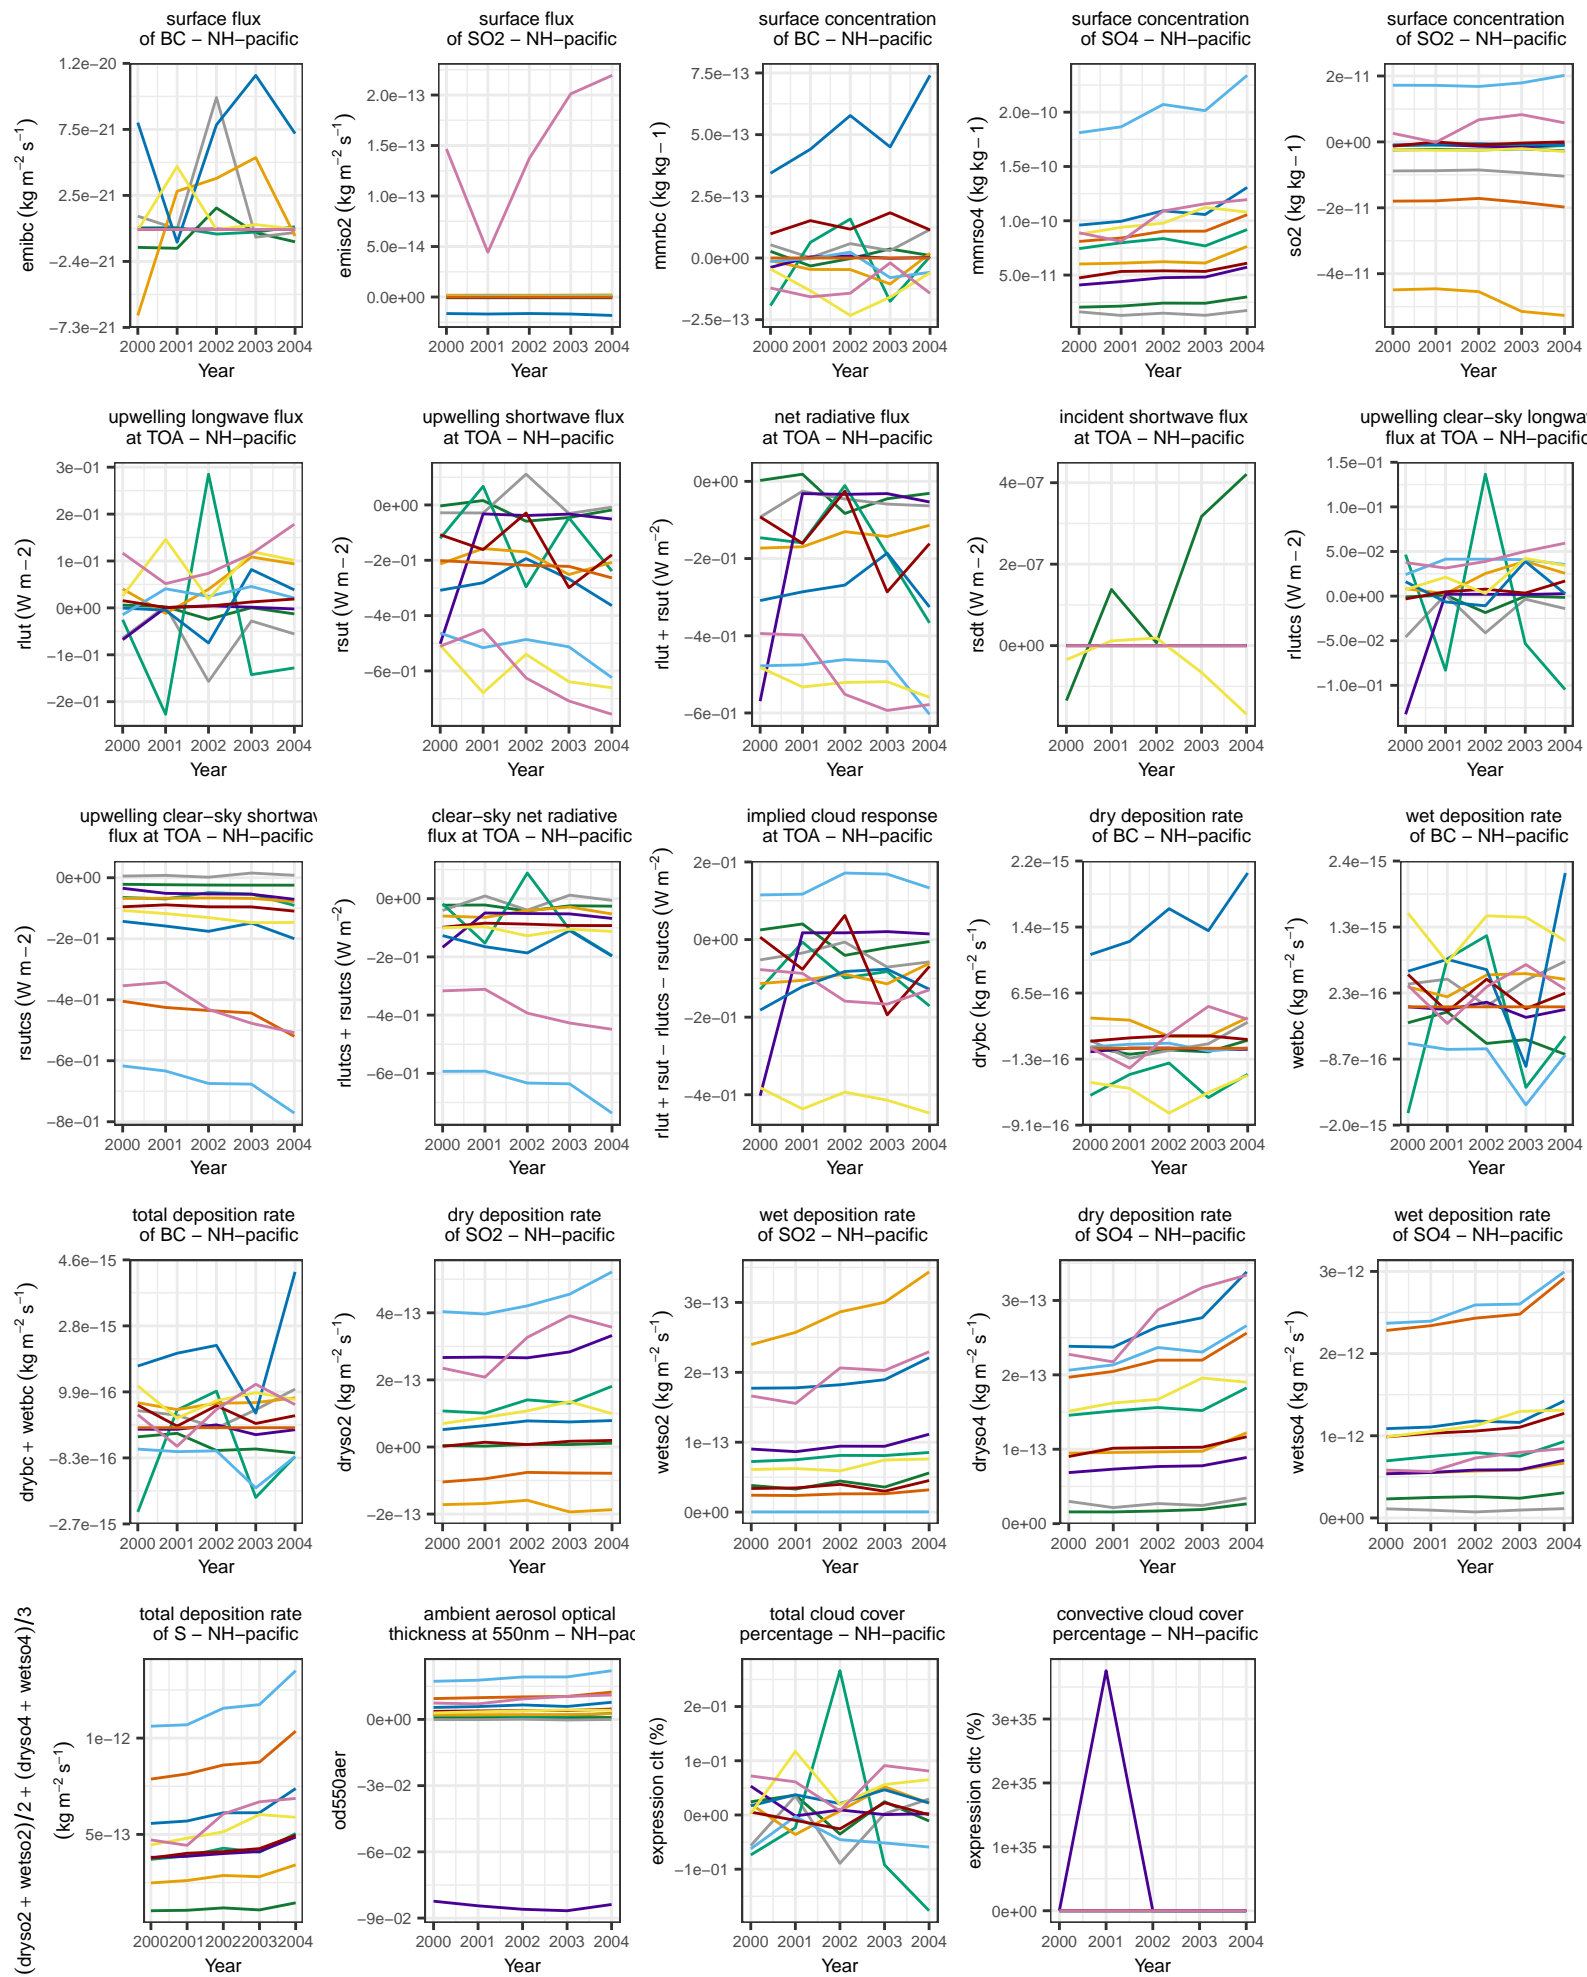 surface flux
of BC − NH−pacific
emibc (kg m−2 s−1)
1.2e−20
7.5e−21
2.5e−21
−2.4e−21
−7.3e−21
2000 2001 2002 2003 2004
Year
surface flux
of SO2 − NH−pacific
emiso2 (kg m−2 s−1)
2.0e−13
1.5e−13
1.0e−13
5.0e−14
0.0e+00
2000 2001 2002 2003 2004
Year
surface concentration
of BC − NH−pacific
mmrbc (kg kg − 1)
7.5e−13
5.0e−13
2.5e−13
0.0e+00
−2.5e−13
2000 2001 2002 2003 2004
Year
surface concentration
of SO4 − NH−pacific
mmrso4 (kg kg − 1)
2.0e−10
1.5e−10
1.0e−10
5.0e−11
2000 2001 2002 2003 2004
Year
surface concentration
of SO2 − NH−pacific
so2 (kg kg − 1)
2e−11
0e+00
−2e−11
−4e−11
2000 2001 2002 2003 2004
Year
upwelling longwave flux
at TOA − NH−pacific
rlut (W m − 2)
3e−01
2e−01
1e−01
0e+00
−1e−01
−2e−01
2000 2001 2002 2003 2004
Year
upwelling shortwave flux
at TOA − NH−pacific
rsut (W m − 2)
0e+00
−2e−01
−4e−01
−6e−01
2000 2001 2002 2003 2004
Year
net radiative flux
at TOA − NH−pacific
rlut + rsut (W m−2)
0e+00
−2e−01
−4e−01
−6e−01
2000 2001 2002 2003 2004
Year
incident shortwave flux
at TOA − NH−pacific
rsdt (W m − 2)
4e−07
2e−07
0e+00
2000 2001 2002 2003 2004
Year
upwelling clear−sky longwa
flux at TOA − NH−pacific
rlutcs (W m − 2)
1.5e−01
1.0e−01
5.0e−02
0.0e+00
−5.0e−02
−1.0e−01
2000 2001 2002 2003 2004
Year
upwelling clear−sky shortwav
flux at TOA − NH−pacific
rsutcs (W m − 2)
0e+00
−2e−01
−4e−01
−6e−01
−8e−01
2000 2001 2002 2003 2004
Year
clear−sky net radiative
flux at TOA − NH−pacific
rlutcs + rsutcs (W m−2)
0e+00
−2e−01
−4e−01
−6e−01
2000 2001 2002 2003 2004
Year
implied cloud response
at TOA − NH−pacific
rlut + rsut − rlutcs − rsutcs (W m−2)
2e−01
0e+00
−2e−01
−4e−01
2000 2001 2002 2003 2004
Year
dry deposition rate
of BC − NH−pacific
drybc (kg m−2 s−1)
2.2e−15
1.4e−15
6.5e−16
−1.3e−16
−9.1e−16
2000 2001 2002 2003 2004
Year
wet deposition rate
of BC − NH−pacific
wetbc (kg m−2 s−1)
2.4e−15
1.3e−15
2.3e−16
−8.7e−16
−2.0e−15
2000 2001 2002 2003 2004
Year
total deposition rate
of BC − NH−pacific
drybc + wetbc (kg m−2 s−1)
4.6e−15
2.8e−15
9.9e−16
−8.3e−16
−2.7e−15
2000 2001 2002 2003 2004
Year
dry deposition rate
of SO2 − NH−pacific
dryso2 (kg m−2 s−1)
4e−13
2e−13
0e+00
−2e−13
2000 2001 2002 2003 2004
Year
wet deposition rate
of SO2 − NH−pacific
wetso2 (kg m−2 s−1)
3e−13
2e−13
1e−13
0e+00
2000 2001 2002 2003 2004
Year
dry deposition rate
of SO4 − NH−pacific
dryso4 (kg m−2 s−1)
3e−13
2e−13
1e−13
0e+00
2000 2001 2002 2003 2004
Year
wet deposition rate
of SO4 − NH−pacific
wetso4 (kg m−2 s−1)
3e−12
2e−12
1e−12
0e+00
2000 2001 2002 2003 2004
Year
total deposition rate
of S − NH−pacific
(dryso2 + wetso2)/2 + (dryso4 + wetso4)/3
(kg m−2 s−1)
1e−12
5e−13
2000 2001 2002 2003 2004
Year
ambient aerosol optical
thickness at 550nm − NH−pac
od550aer
0e+00
−3e−02
−6e−02
−9e−02
2000 2001 2002 2003 2004
Year
total cloud cover
percentage − NH−pacific
expression clt (%)
2e−01
1e−01
0e+00
−1e−01
2000 2001 2002 2003 2004
Year
convective cloud cover
percentage − NH−pacific
expression cltc (%)
3e+35
2e+35
1e+35
0e+00
2000 2001 2002 2003 2004
Year